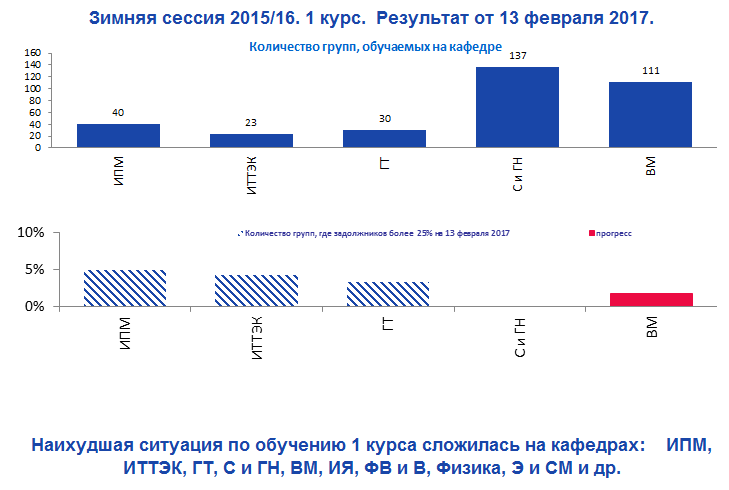 Зимняя сессия 2015/16. 1 курс. Результат от 13 февраля 2017.
Количество групп, обучаемых на кафедре
160
140
120
100
80
60
40
20
0
40
23
30
137
111
ИПМ
ИТТЭК
ГТ
С и ГН
ВМ
10%
5%
0%
Количество групп, где задолжников более 25% на 13 февраля 2017
прогресс
ИПМ
ИТТЭК
ГТ
С и ГН
ВМ
Наихудшая ситуация по обучению 1 курса сложилась на кафедрах: ИПМ,
ИТТЭК, ГТ, С и ГН, ВМ, ИЯ, ФВ и В, Физика, Э и СМ и др.